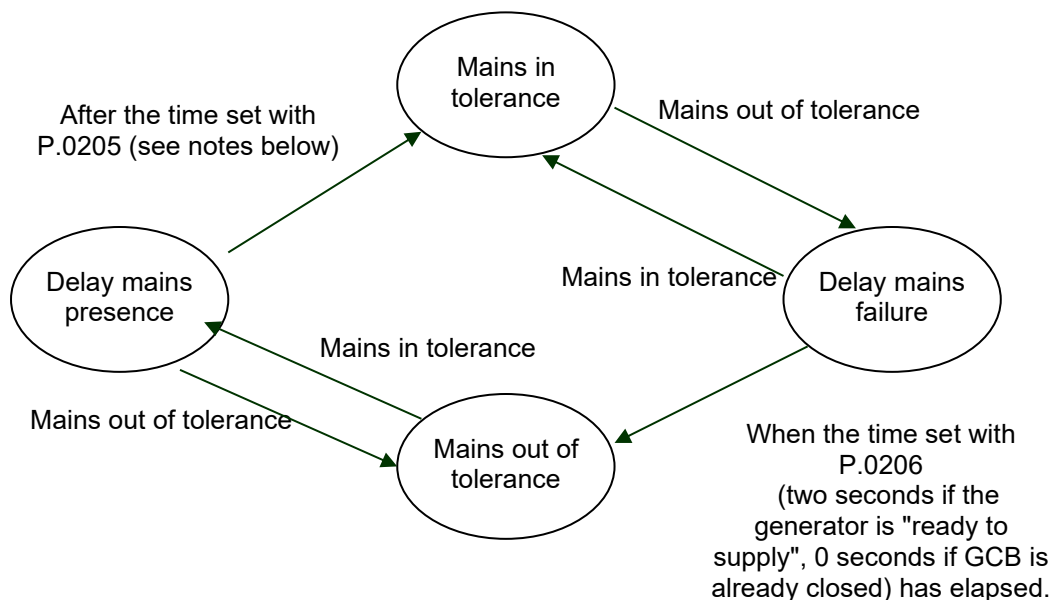 Mains in
tolerance
After the time set with
P.0205 (see notes below)
Mains out of tolerance
Mains in tolerance
Delay mains
presence
Delay mains
failure
Mains in tolerance
Mains out of tolerance
Mains out of
tolerance
When the time set with
P.0206
(two seconds if the
generator is "ready to
supply", 0 seconds if GCB is
already closed) has elapsed.